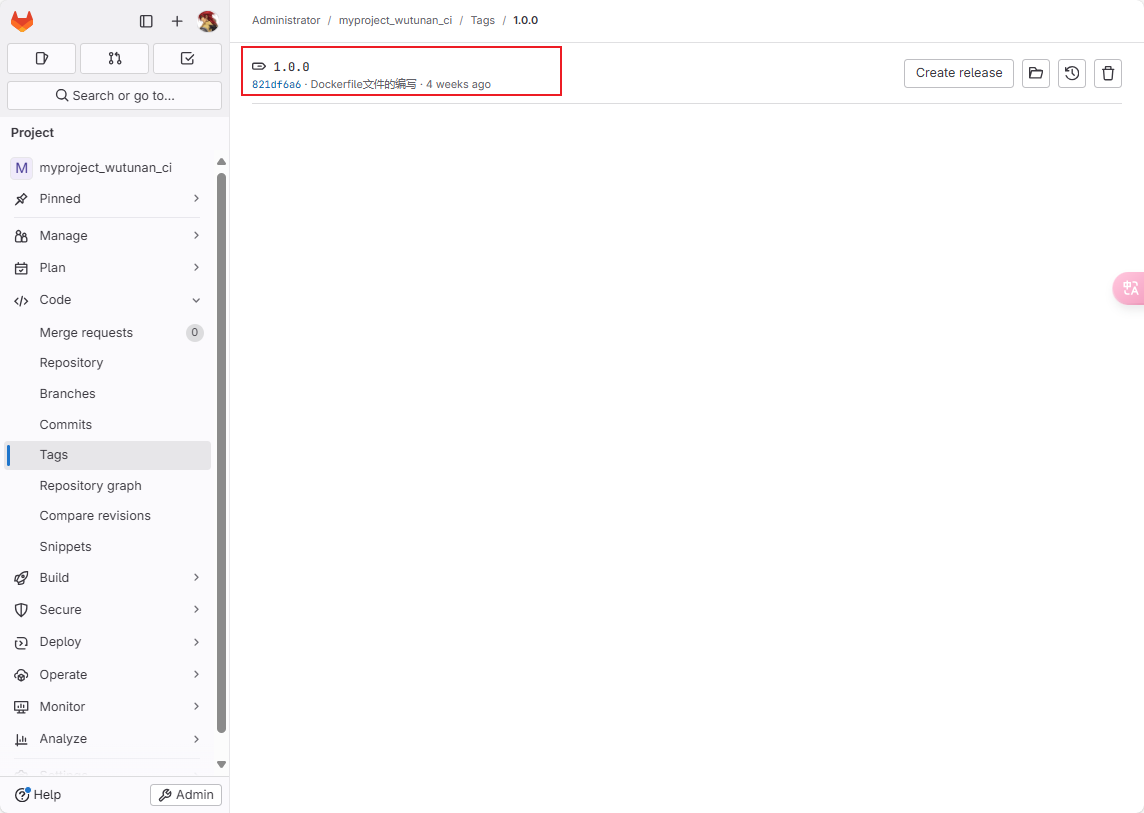 Administrator / myproject_wutunan_ci / Tags / 1.0.0
Search or go to...
Project
M myproject_wutunan_ci
Pinned
Manage
Plan
Code
Merge requests 0
Repository
Branches
Commits
Tags
Repository graph
Compare revisions
Snippets
Build
Secure
Deploy
Operate
Monitor
Analyze
Settings
Help
Admin
1.0.0
821df6a6 · Dockerfile文件的编写 · 4 weeks ago
Create release
中A